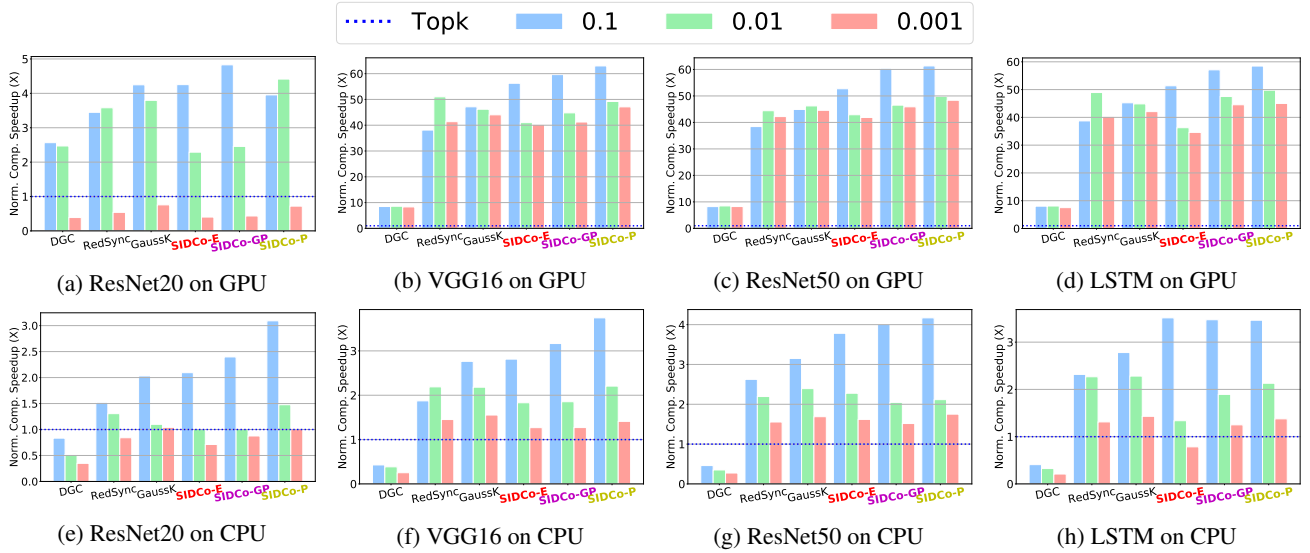 Topk 0.1 0.01 0.001
Norm. Comp. Speedup (X)
5
4
3
2
1
0
DGC RedSync GaussK SIDCo-E SIDCo-GP SIDCo-P
(a) ResNet20 on GPU
Norm. Comp. Speedup (X)
60
50
40
30
20
10
0
DGC RedSync GaussK SIDCo-E SIDCo-GP SIDCo-P
(b) VGG16 on GPU
Norm. Comp. Speedup (X)
60
50
40
30
20
10
0
DGC RedSync GaussK SIDCo-E SIDCo-GP SIDCo-P
(c) ResNet50 on GPU
Norm. Comp. Speedup (X)
60
50
40
30
20
10
0
DGC RedSync GaussK SIDCo-E SIDCo-GP SIDCo-P
(d) LSTM on GPU
Norm. Comp. Speedup (X)
3.0
2.5
2.0
1.5
1.0
0.5
0.0
DGC RedSync GaussK SIDCo-E SIDCo-GP SIDCo-P
(e) ResNet20 on CPU
Norm. Comp. Speedup (X)
3
2
1
0
DGC RedSync GaussK SIDCo-E SIDCo-GP SIDCo-P
(f) VGG16 on CPU
Norm. Comp. Speedup (X)
4
3
2
1
0
DGC RedSync GaussK SIDCo-E SIDCo-GP SIDCo-P
(g) ResNet50 on CPU
Norm. Comp. Speedup (X)
3
2
1
0
DGC RedSync GaussK SIDCo-E SIDCo-GP SIDCo-P
(h) LSTM on CPU